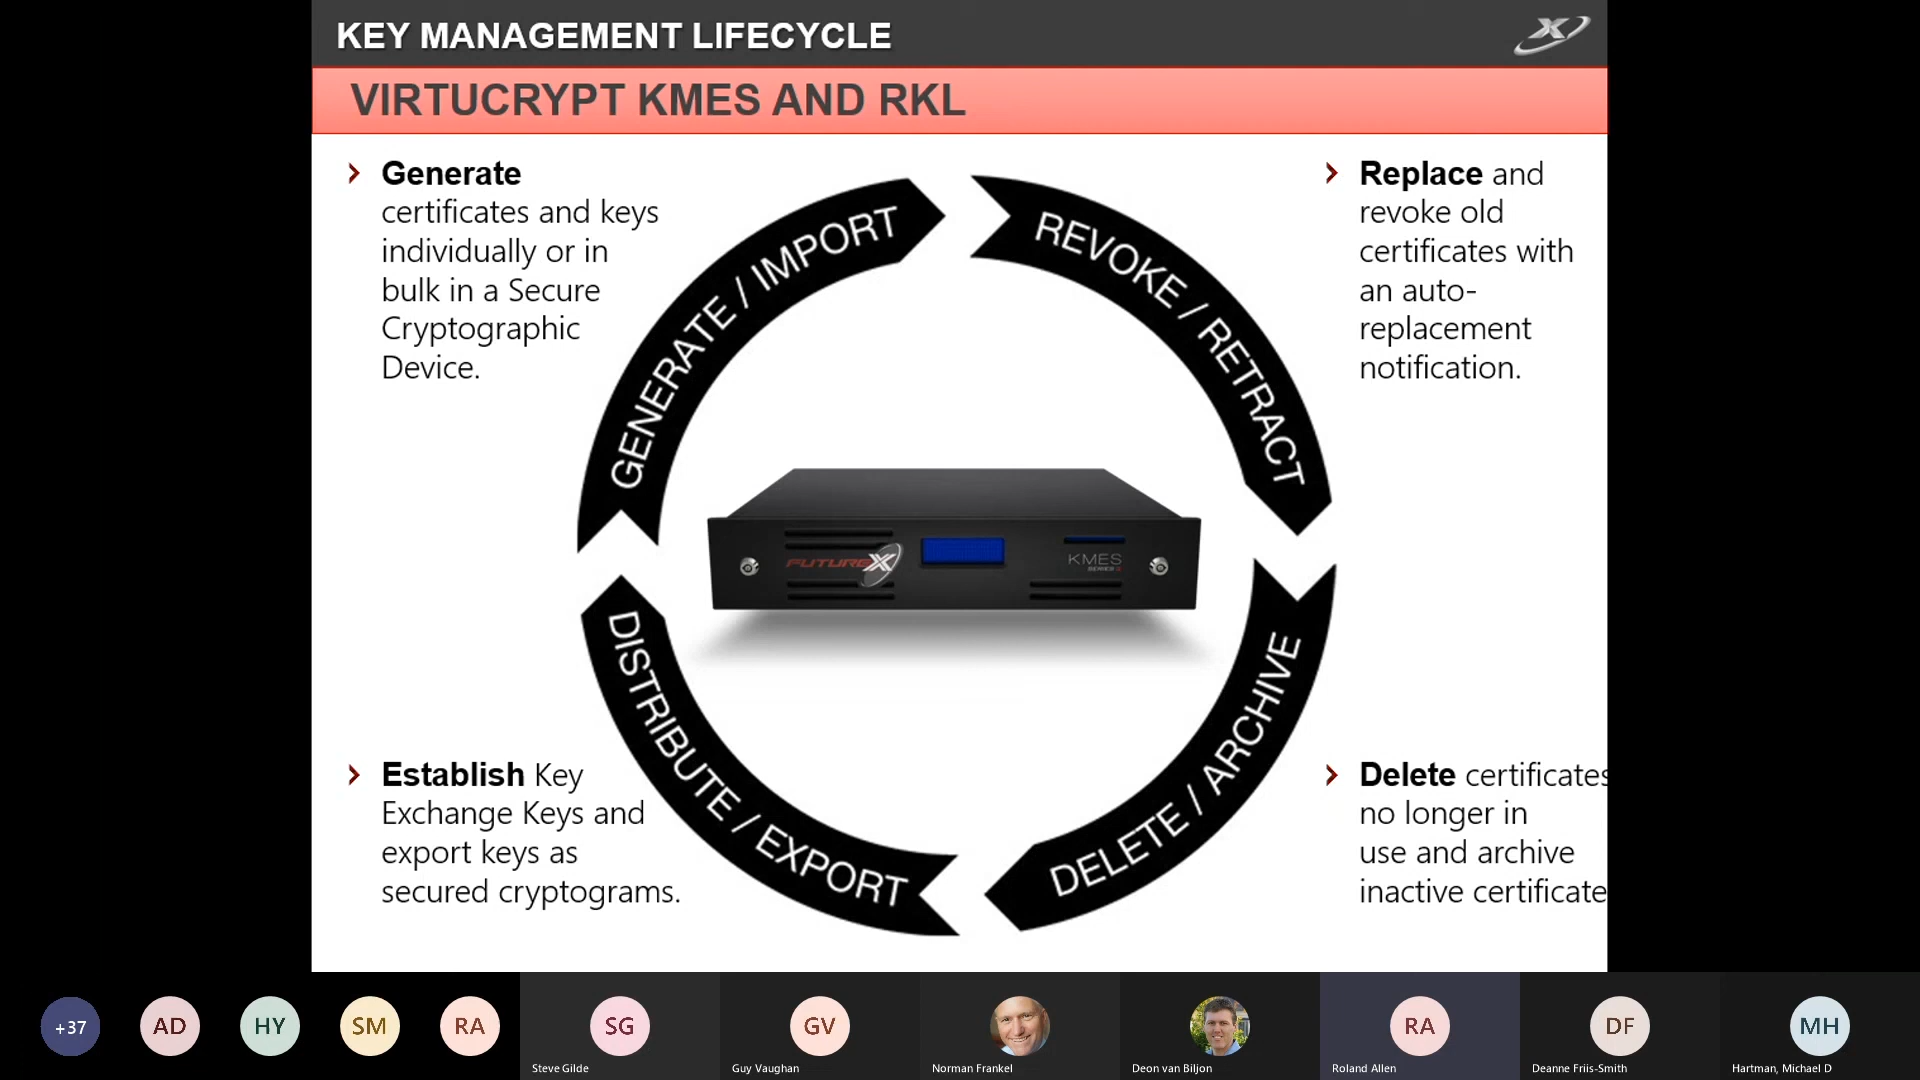 KEY MANAGEMENT LIFECYCLE
VIRTUCRYPT KMES AND RKL
Generate
certificates and keys
individually or in
bulk in a Secure
Cryptographic
Device.
GENERATE / IMPORT
REVOKE / RETRACT
Replace and
revoke old
certificates with
an auto-
replacement
notification.
FUTUREX
KMES
SERIES 3
Establish Key
Exchange Keys and
export keys as
secured cryptograms.
DISTRIBUTE / EXPORT
DELETE / ARCHIVE
Delete certificates
no longer in
use and archive
inactive certificate
+37
AD
HY
SM
RA
SG
GV
RA
DF
MH
Steve Gilde
Guy Vaughan
Norman Frankel
Deon van Biljon
Roland Allen
Deanne Friis-Smith
Hartman, Michael D